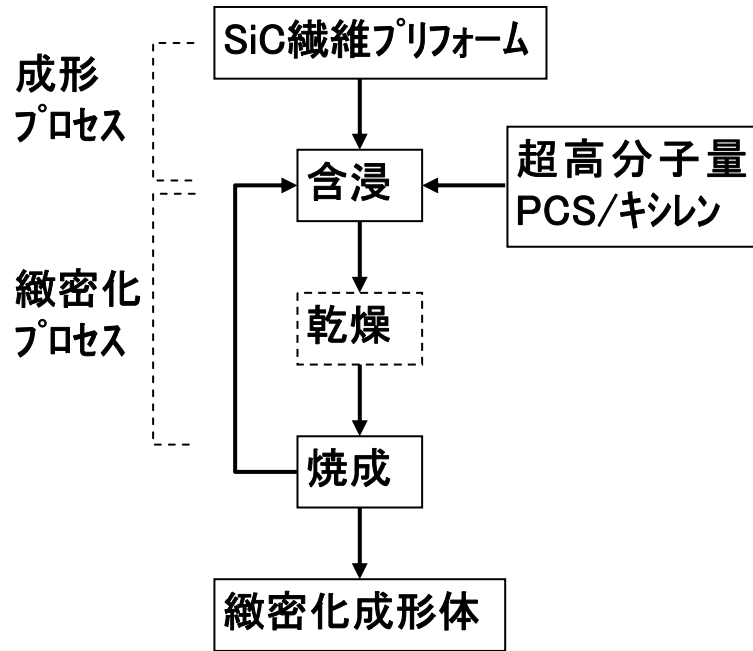 SiC繊維プリフォーム
成形
プロセス
含浸
超高分子量
PCS/キシレン
緻密化
プロセス
乾燥
焼成
緻密化成形体